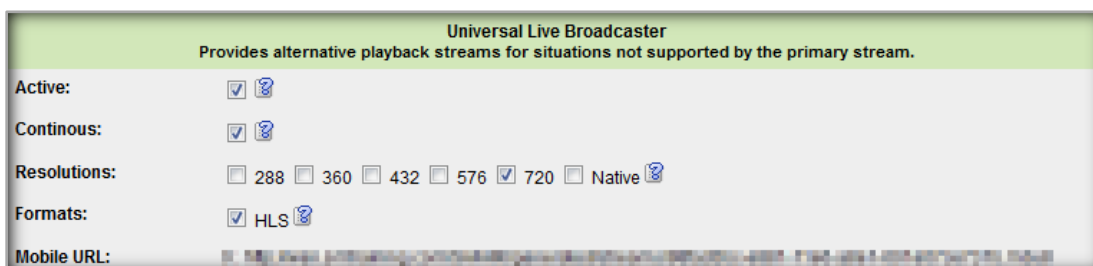 Universal Live Broadcaster
Provides alternative playback streams for situations not supported by the primary stream.
Active:
Continous:
Resolutions: 288 360 432 576 720 Native
Formats: HLS
Mobile URL: